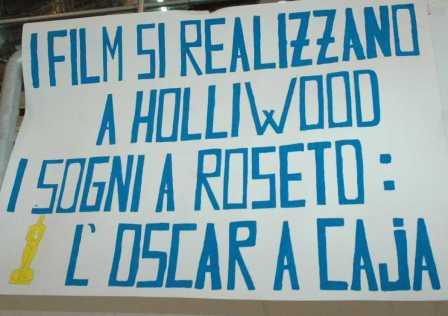 I FILM SI REALIZZANO
A HOLLIWOOD
I SOGNI A ROSETO :
L' OSCAR A CAjA